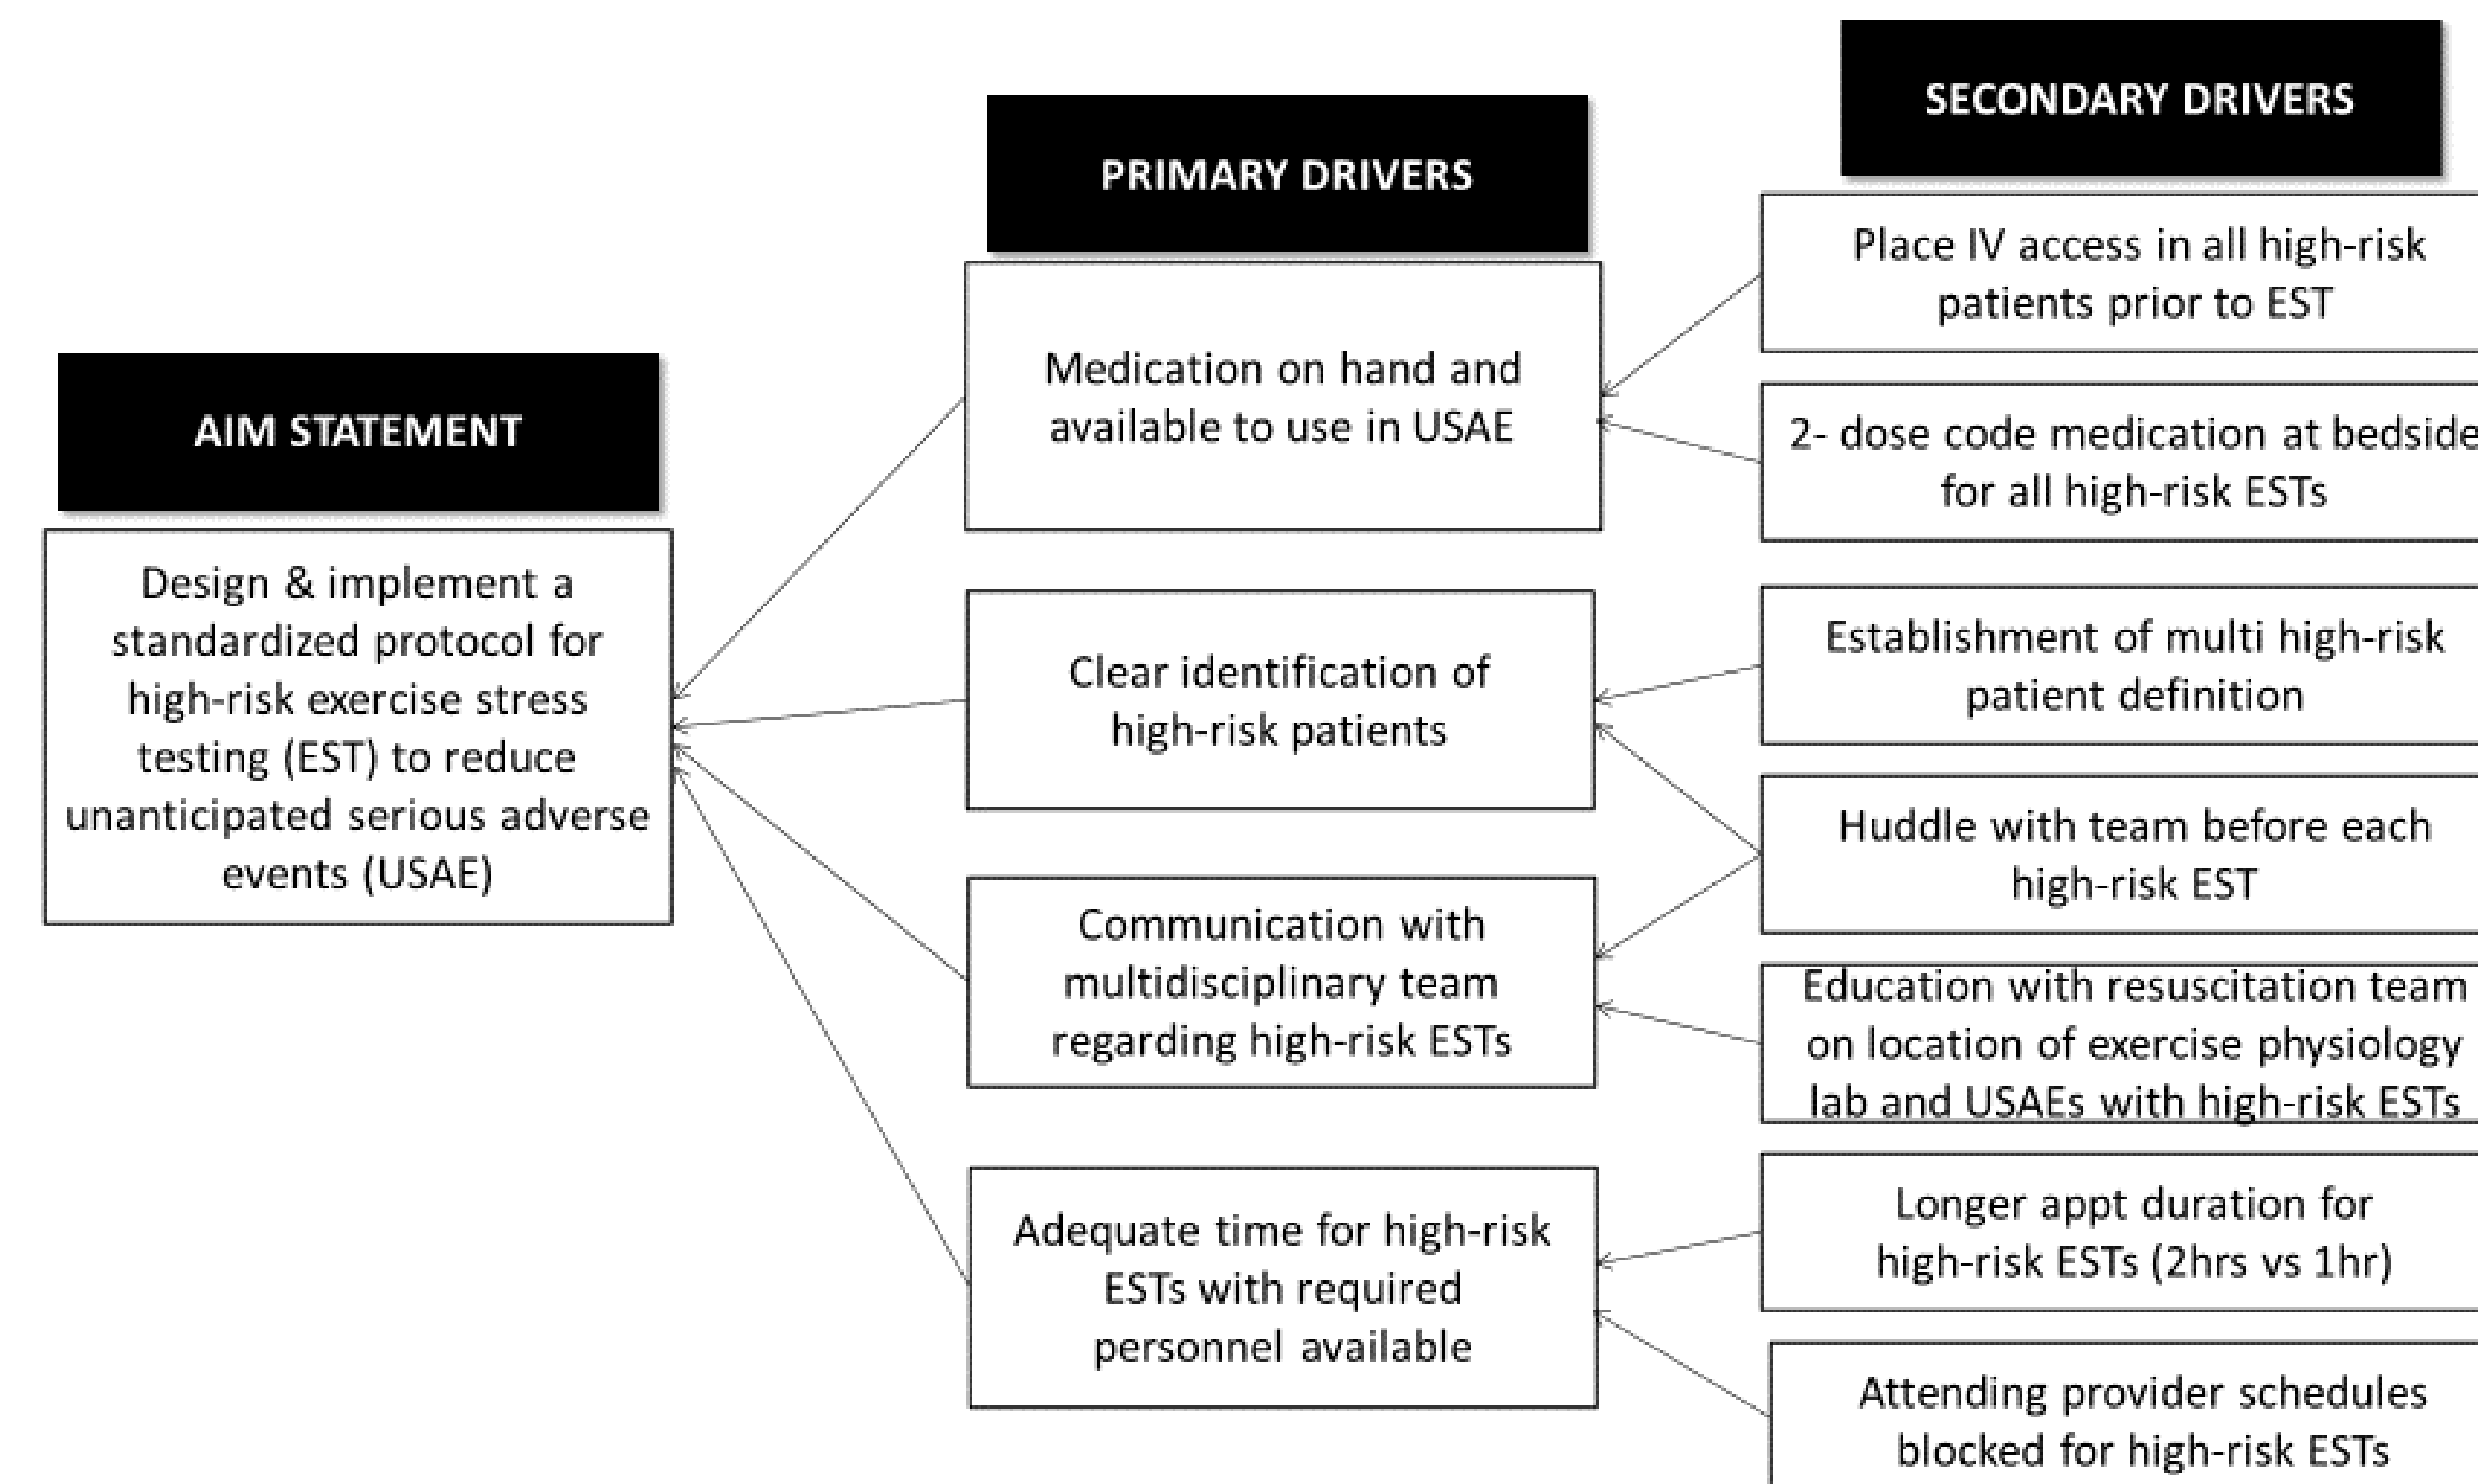 AIM STATEMENT
Design & implement a
standardized protocol for
high-risk exercise stress
testing (EST) to reduce
unanticipated serious adverse
events (USAE)
PRIMARY DRIVERS
Medication on hand and
available to use in USAE
Clear identification of
high-risk patients
Communication with
multidisciplinary team
regarding high-risk ESTs
Adequate time for high-risk
ESTs with required
personnel available
SECONDARY DRIVERS
Place IV access in all high-risk
patients prior to EST
2- dose code medication at bedside
for all high-risk ESTs
Establishment of multi high-risk
patient definition
Huddle with team before each
high-risk EST
Education with resuscitation team
on location of exercise physiology
lab and USAEs with high-risk ESTs
Longer appt duration for
high-risk ESTs (2hrs vs 1hr)
Attending provider schedules
blocked for high-risk ESTs